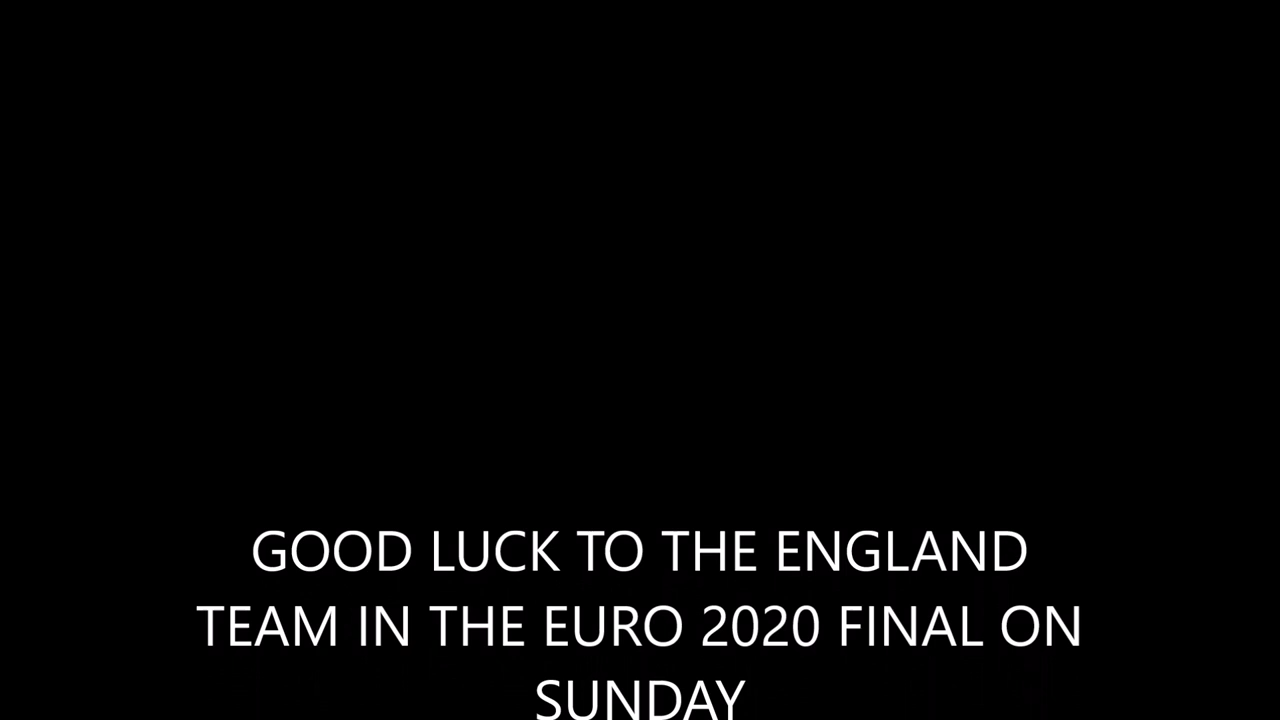 GOOD LUCK TO THE ENGLAND
TEAM IN THE EURO 2020 FINAL ON
SUNDAY